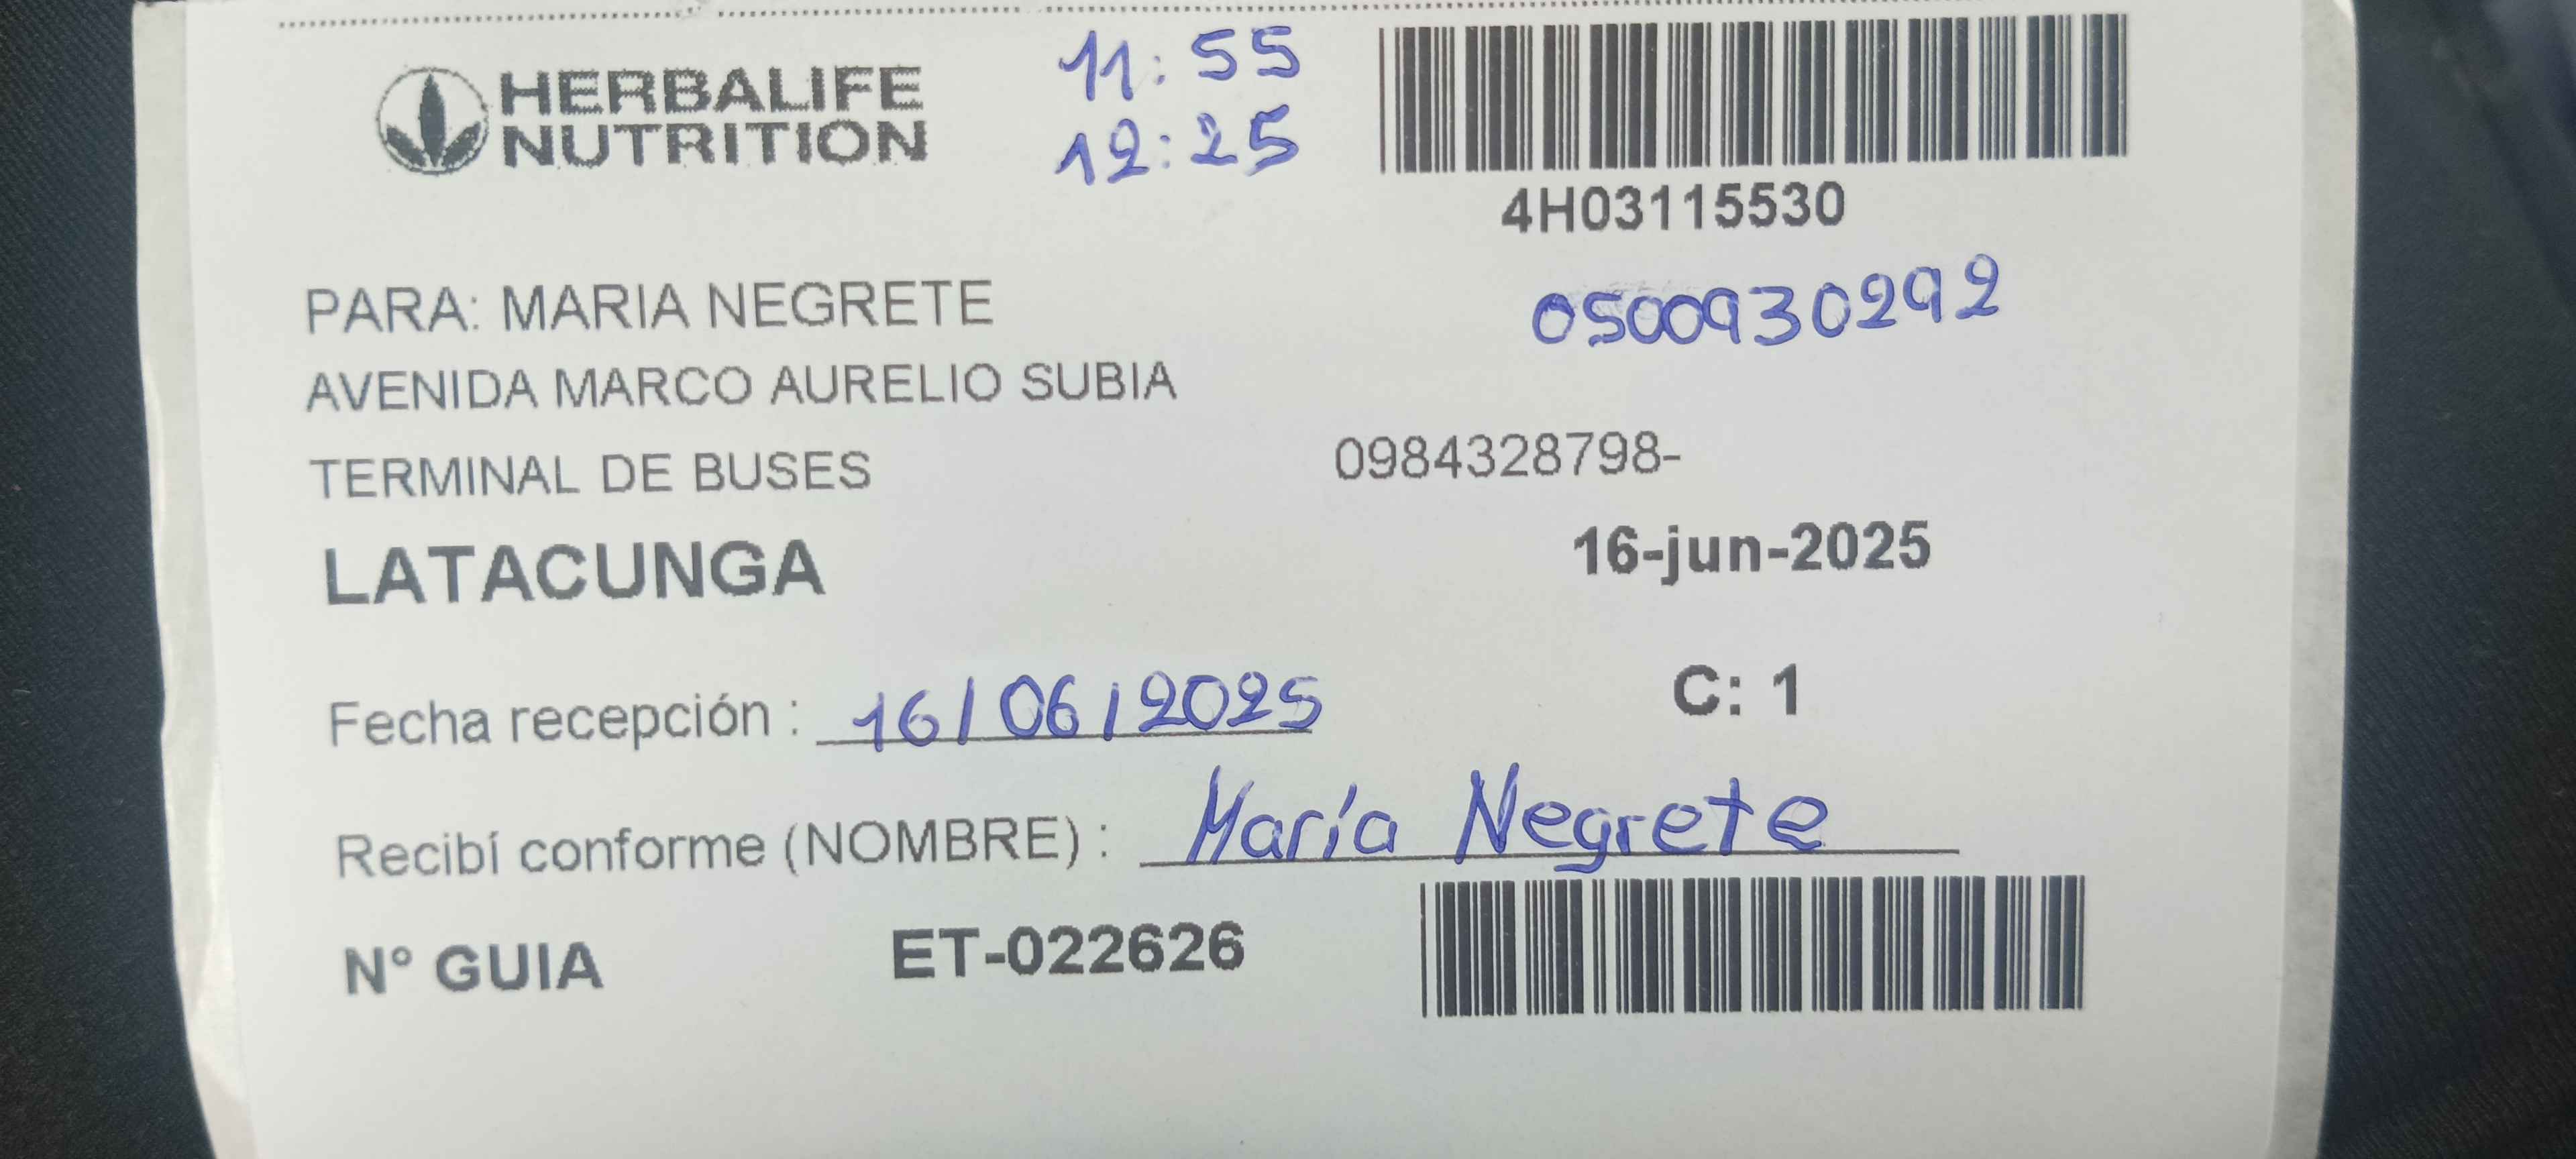 HERBALIFE
NUTRITION
11:55
12:25
4H03115530
PARA: MARIA NEGRETE
0500930292
AVENIDA MARCO AURELIO SUBIA
TERMINAL DE BUSES
0984328798-
LATACUNGA
16-jun-2025
Fecha recepción : 16/06/2025
C: 1
Recibí conforme (NOMBRE) : María Negrete
N° GUIA ET-022626